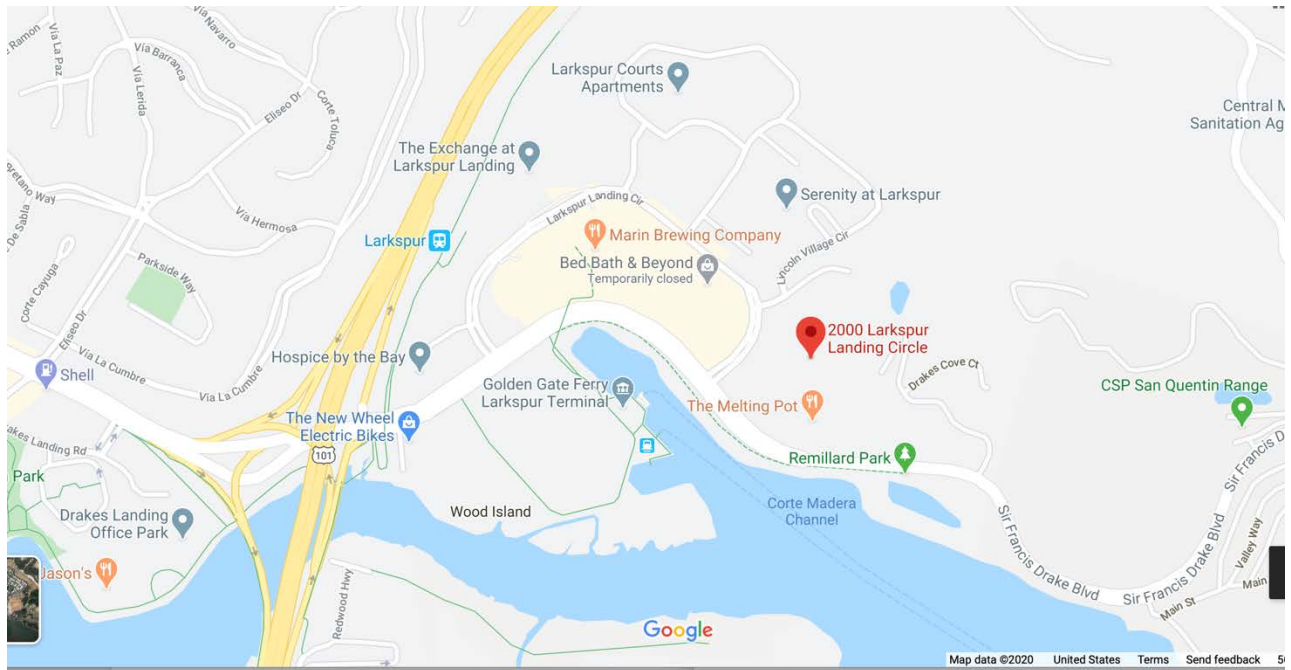 e Ramon
Via La Paz
Via Navarro
Via Barranca
Via Lerida
Eliseo Dr
Corte Toluca
Larkspur Courts
Apartments
Central M
Sanitation Ag
The Exchange at
Larkspur Landing
Serenity at Larkspur
Larkspur Landing Cir
Via Hermosa
De Sabla
Larkspur
Marin Brewing Company
Bed Bath & Beyond
Temporarily closed
Lincoln Village Cir
Parkside Way
Corte Cayuga
Eliseo Dr
2000 Larkspur
Landing Circle
Hospice by the Bay
Via La Cumbre
Via La Cumbre
Shell
Drakes Cove Ct
CSP San Quentin Range
Golden Gate Ferry
Larkspur Terminal
The Melting Pot
The New Wheel
Electric Bikes
101
akes Landing Rd
Remillard Park
Park
Sir Francis Drake Blvd
Corte Madera
Channel
Wood Island
Drakes Landing
Office Park
Sir Francis Drake Blvd
Valley Way
Jason's
Redwood Hwy
Main
Main St
Sir Francis D
Google
Map data ©2020 United States Terms Send feedback